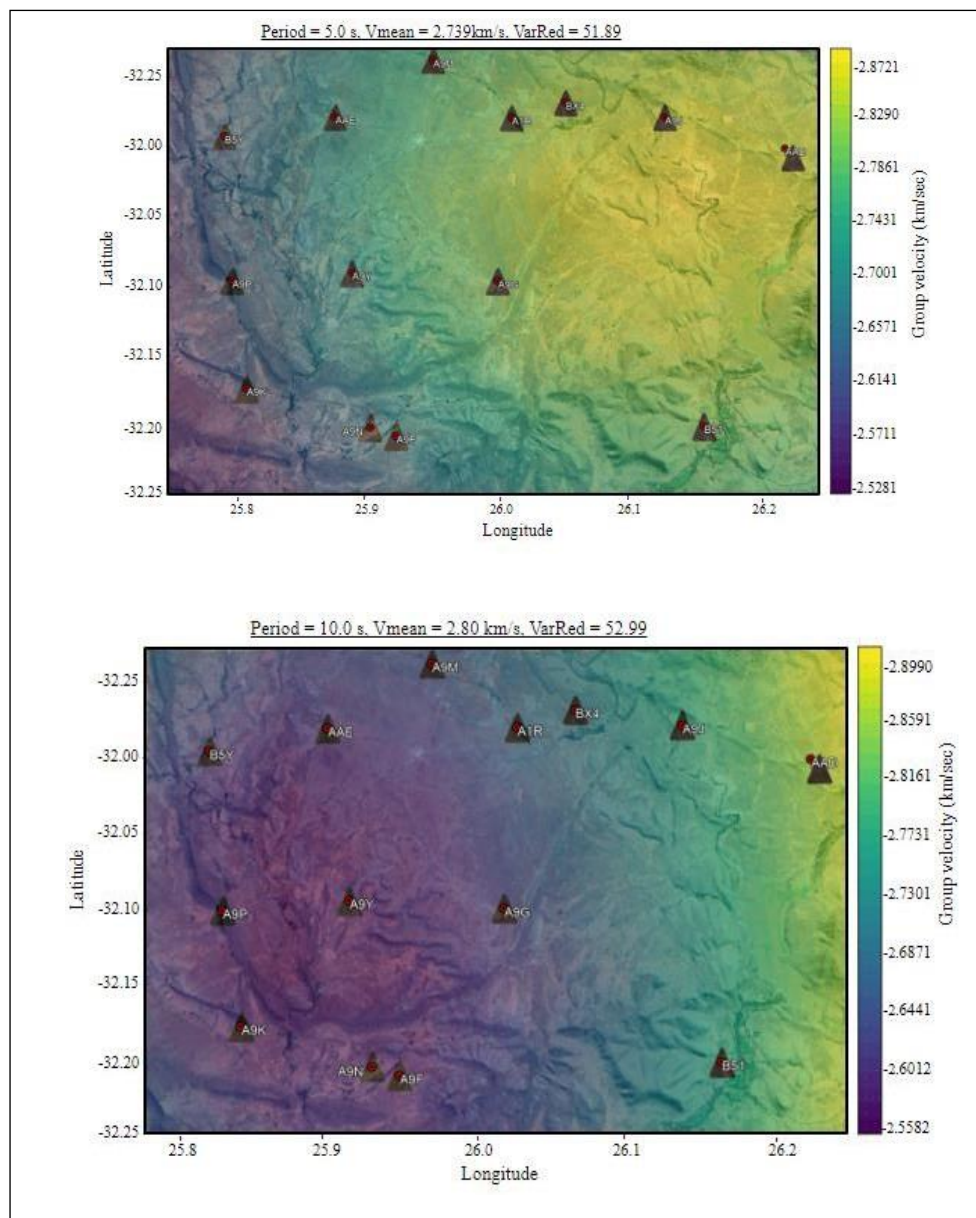 Period = 5.0 s, Vmean = 2.739km/s, VarRed = 51.89
-32.25
-32.00
-32.05
-32.10
-32.15
-32.20
-32.25
Latitude
AAE
BX4
B5Y
A9P
A9Y
A9G
A9K
A9N
A9F
25.8
25.9
26.0
26.1
26.2
Longitude
-2.8721
-2.8290
-2.7861
-2.7431
-2.7001
-2.6571
-2.6141
-2.5711
-2.5281
Group velocity (km/sec)
Period = 10.0 s, Vmean = 2.80 km/s, VarRed = 52.99
-32.25
-32.00
-32.05
-32.10
-32.15
-32.20
-32.25
Latitude
A9M
BX4
AAE
A1R
A9J
B5Y
A9P
A9Y
A9G
A9K
A9N
A9F
B51
25.8
25.9
26.0
26.1
26.2
Longitude
-2.8990
-2.8591
-2.8161
-2.7731
-2.7301
-2.6871
-2.6441
-2.6012
-2.5582
Group velocity (km/sec)